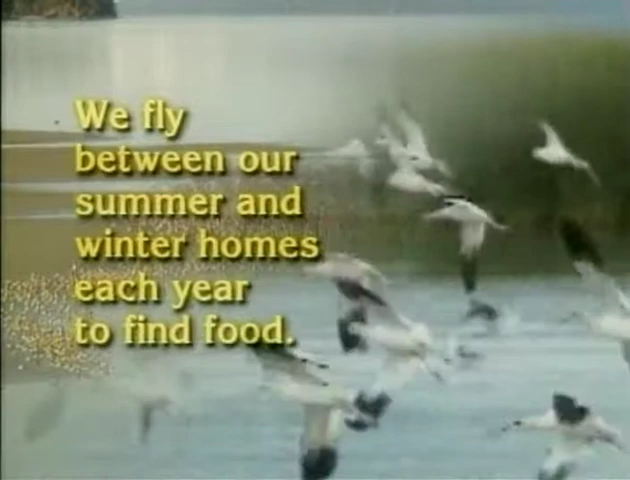 We fly
between our
summer and
winter homes
each year
to find food.